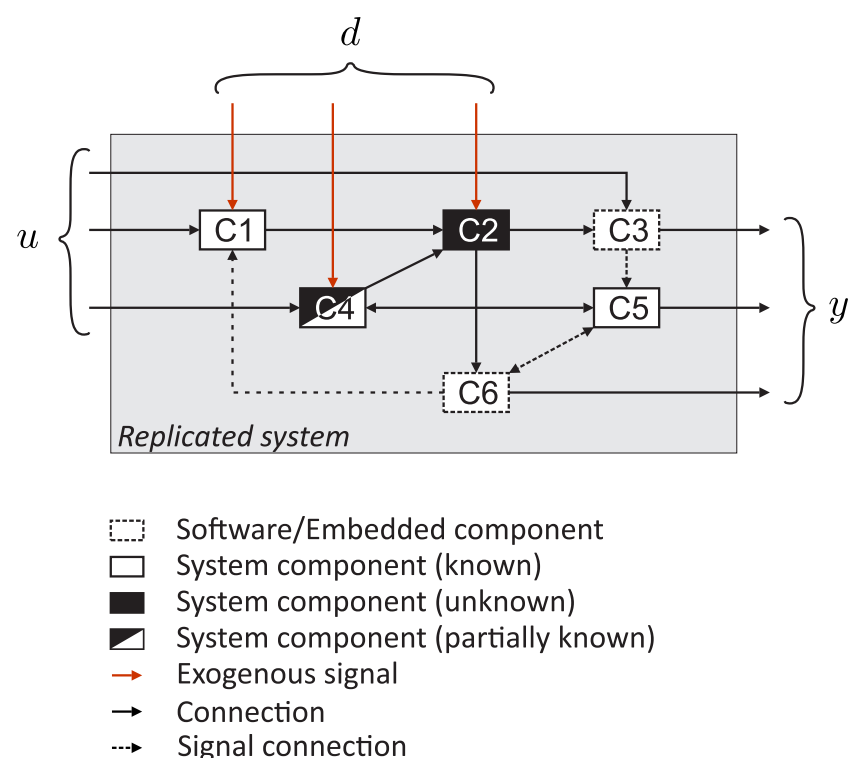 d
u
C1
C2
C3
C4
C5
C6
y
Replicated system
Software/Embedded component
System component (known)
System component (unknown)
System component (partially known)
Exogenous signal
Connection
Signal connection